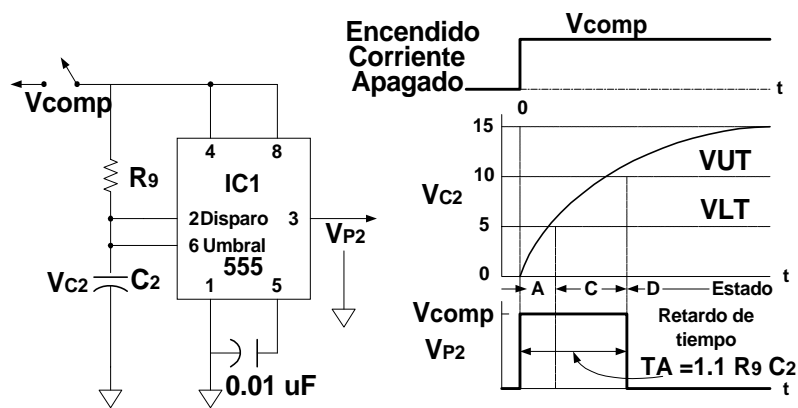 Vcomp
R9
4
8
IC1
2 Disparo
3
6 Umbral
555
VP2
1
5
VC2
C2
0.01 uF
Encendido
Corriente
Apagado
Vcomp
t
0
15
10
5
0
VC2
VUT
VLT
t
A
C
D
Estado
Vcomp
VP2
Retardo de
tiempo
TA =1.1 R9 C2
t